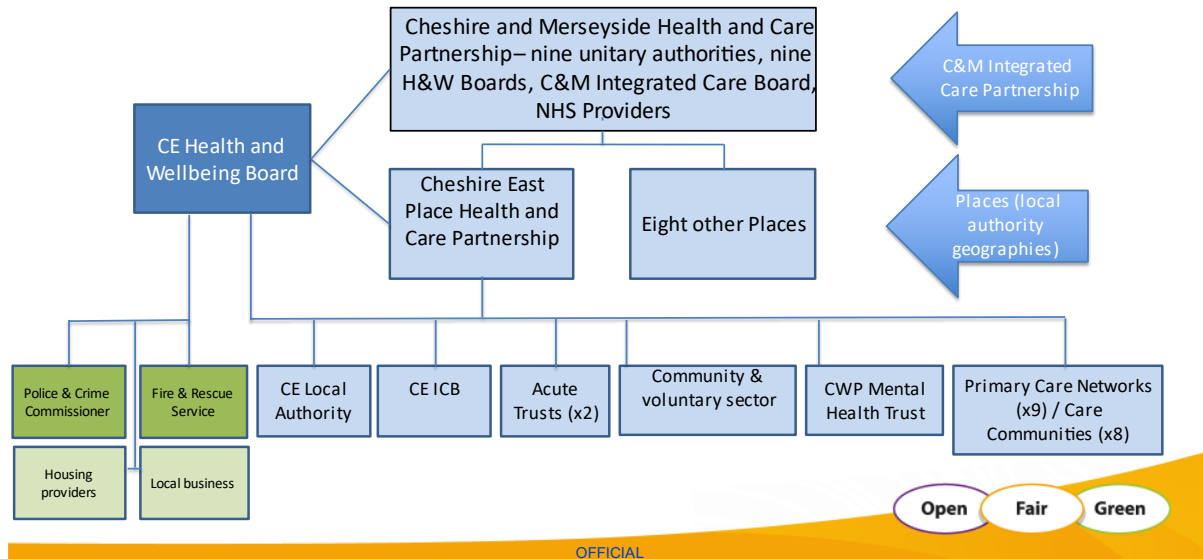 Cheshire and Merseyside Health and Care
Partnership– nine unitary authorities, nine
H&W Boards, C&M Integrated Care Board,
NHS Providers
C&M Integrated
Care Partnership
CE Health and
Wellbeing Board
Cheshire East
Place Health and
Care Partnership
Eight other Places
Places (local
authority
geographies)
Police & Crime
Commissioner
Fire & Rescue
Service
CE Local
Authority
CE ICB
Acute
Trusts (x2)
Community &
voluntary sector
CWP Mental
Health Trust
Primary Care Networks
(x9) / Care
Communities (x8)
Housing
providers
Local business
Open
Fair
Green
OFFICIAL